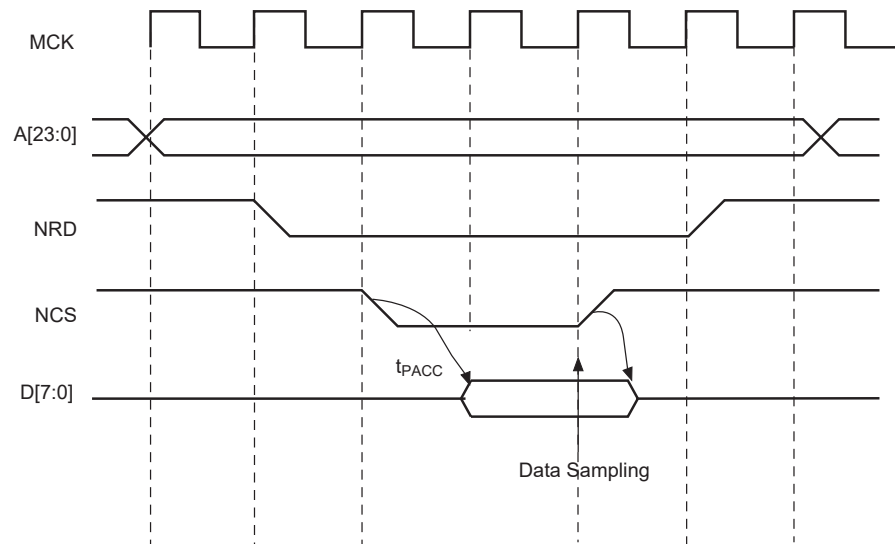 MCK
A[23:0]
NRD
NCS
tPACC
D[7:0]
Data Sampling